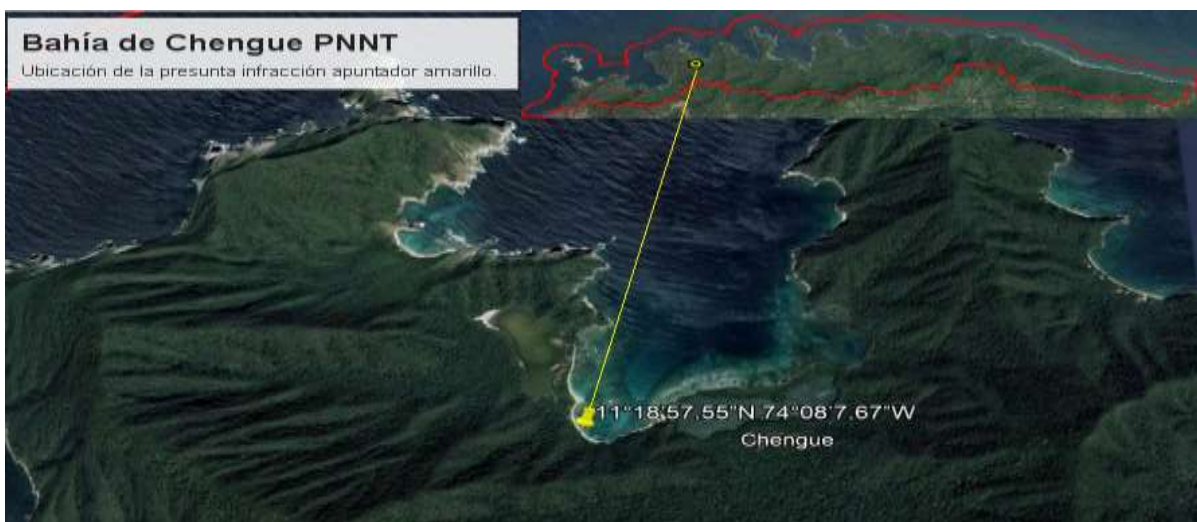 Bahía de Chengue PNNT
Ubicación de la presunta infracción apuntador amarillo.
11°18'57,55"N 74°08'7.67"W
Chengue